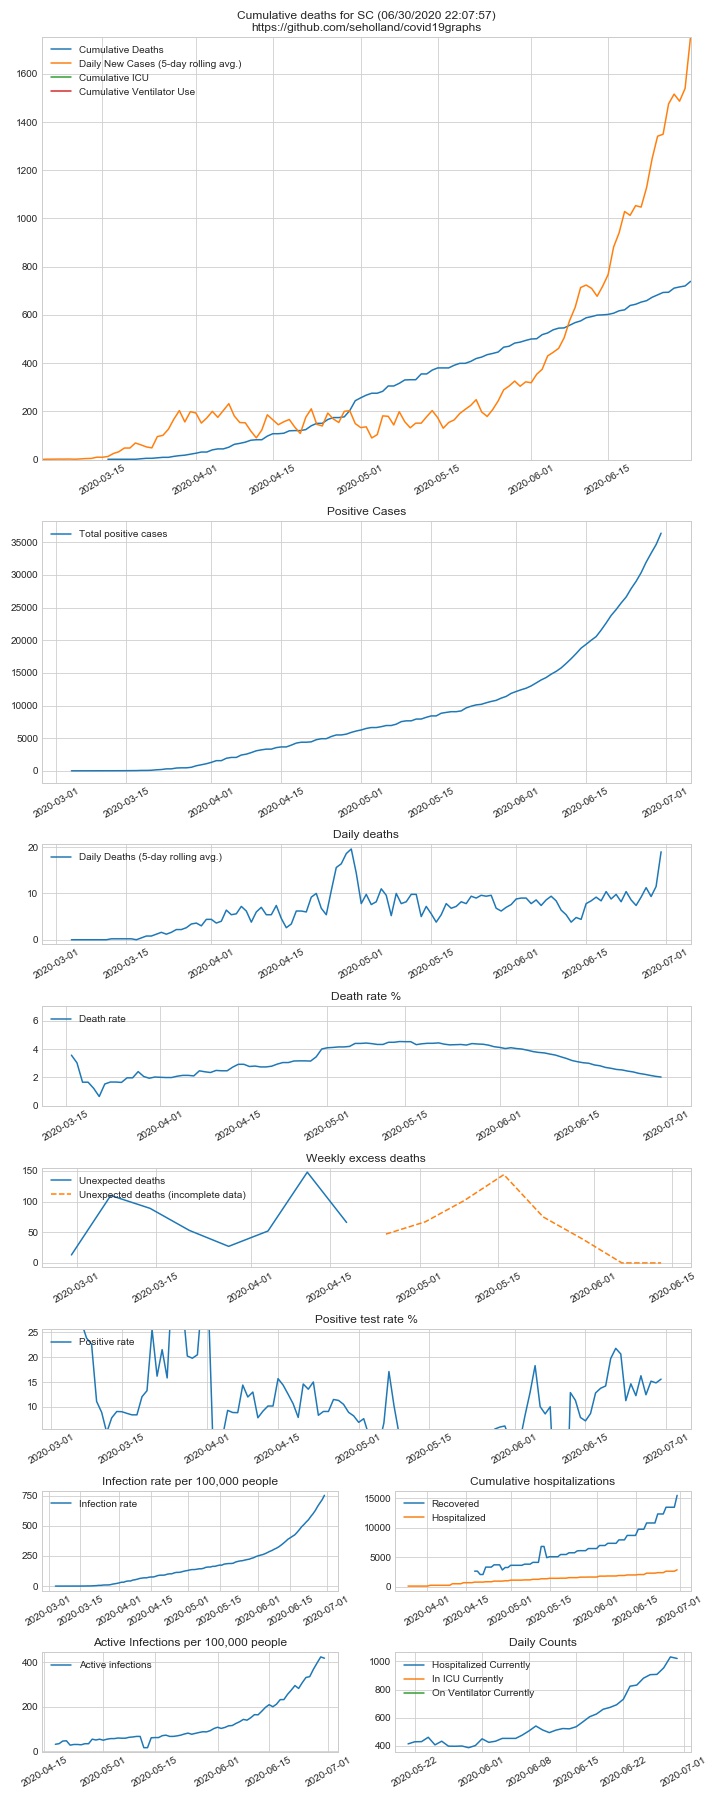 Cumulative deaths for SC (06/30/2020 22:07:57)
https://github.com/seholland/covid19graphs
Cumulative Deaths
Daily New Cases (5-day rolling avg.)
Cumulative ICU
Cumulative Ventilator Use
1600
1400
1200
1000
800
600
400
200
0
2020-03-15 2020-04-01 2020-04-15 2020-05-01 2020-05-15 2020-06-01 2020-06-15
Positive Cases
Total positive cases
35000
30000
25000
20000
15000
10000
5000
0
2020-03-01 2020-03-15 2020-04-01 2020-04-15 2020-05-01 2020-05-15 2020-06-01 2020-06-15 2020-07-01
Daily deaths
Daily Deaths (5-day rolling avg.)
20
10
0
2020-03-01 2020-03-15 2020-04-01 2020-04-15 2020-05-01 2020-05-15 2020-06-01 2020-06-15 2020-07-01
Death rate %
Death rate
6
4
2
0
2020-03-15 2020-04-01 2020-04-15 2020-05-01 2020-05-15 2020-06-01 2020-06-15 2020-07-01
Weekly excess deaths
Unexpected deaths
Unexpected deaths (incomplete data)
150
100
50
0
2020-03-01 2020-03-15 2020-04-01 2020-04-15 2020-05-01 2020-05-15 2020-06-01 2020-06-15
Positive test rate %
Positive rate
25
20
15
10
2020-03-01 2020-03-15 2020-04-01 2020-04-15 2020-05-01 2020-05-15 2020-06-01 2020-06-15 2020-07-01
Infection rate per 100,000 people
Infection rate
750
500
250
0
2020-03-01 2020-03-15 2020-04-01 2020-04-15 2020-05-01 2020-05-15 2020-06-01 2020-06-15 2020-07-01
Cumulative hospitalizations
Recovered
Hospitalized
15000
10000
5000
0
2020-04-01 2020-04-15 2020-05-01 2020-05-15 2020-06-01 2020-06-15 2020-07-01
Active Infections per 100,000 people
Active infections
400
200
0
2020-04-15 2020-05-01 2020-05-15 2020-06-01 2020-06-15 2020-07-01
Daily Counts
Hospitalized Currently
In ICU Currently
On Ventilator Currently
1000
800
600
400
2020-05-22 2020-06-01 2020-06-08 2020-06-15 2020-06-22 2020-07-01